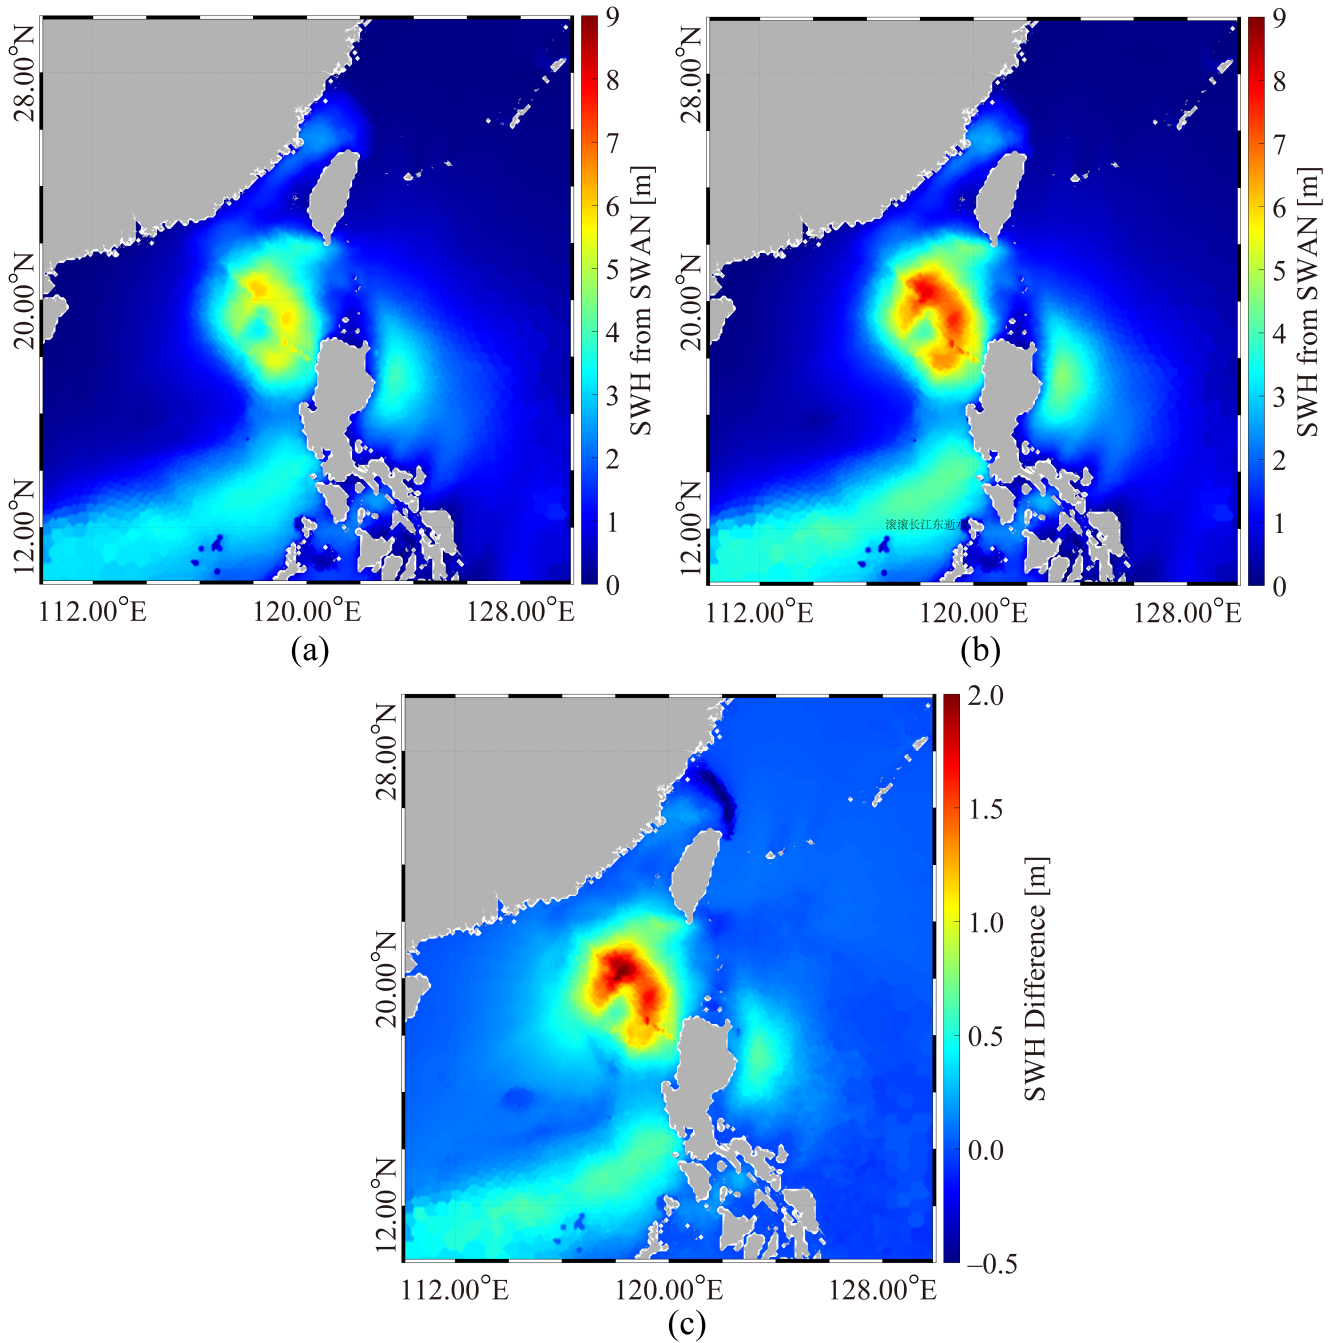 28.00°N
20.00°N
12.00°N
112.00°E
120.00°E
128.00°E
9
8
7
6
5
4
3
2
1
0
SWH from SWAN [m]
(a)
28.00°N
20.00°N
12.00°N
112.00°E
120.00°E
128.00°E
9
8
7
6
5
4
3
2
1
0
SWH from SWAN [m]
滚滚长江东逝水
(b)
28.00°N
20.00°N
12.00°N
112.00°E
120.00°E
128.00°E
2.0
1.5
1.0
0.5
0.0
−0.5
SWH Difference [m]
(c)